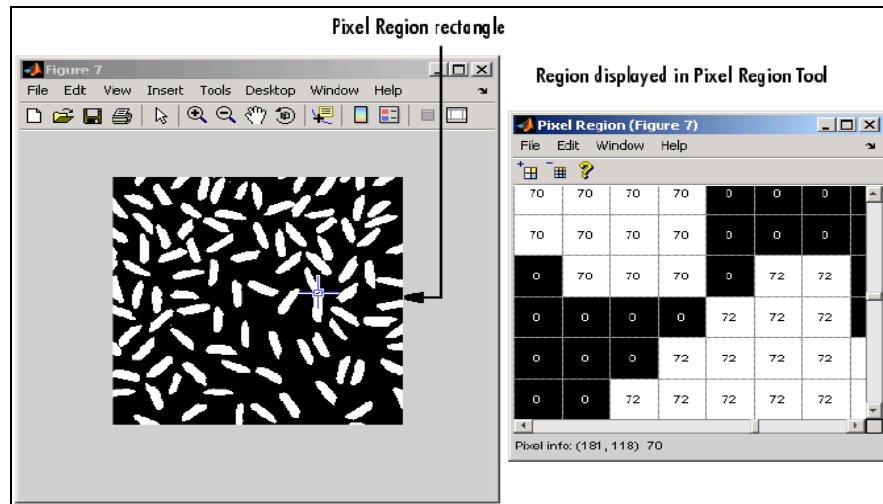 Pixel Region rectangle
Figure 7
File Edit View Insert Tools Desktop Window Help
Region displayed in Pixel Region Tool
Pixel Region (Figure 7)
File Edit Window Help
70 70 70 70 0 0 0
70 70 70 70 0 0 0
0 70 70 70 0 72 72
0 0 0 0 72 72 72
0 0 0 72 72 72 72
0 0 72 72 72 72 72
Pixel info: (181, 118) 70